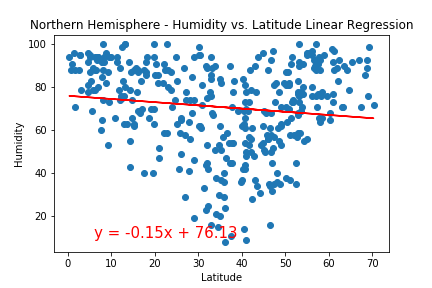 Northern Hemisphere - Humidity vs. Latitude Linear Regression
100
80
60
40
20
Humidity
y = -0.15x + 76.13
0 10 20 30 40 50 60 70
Latitude